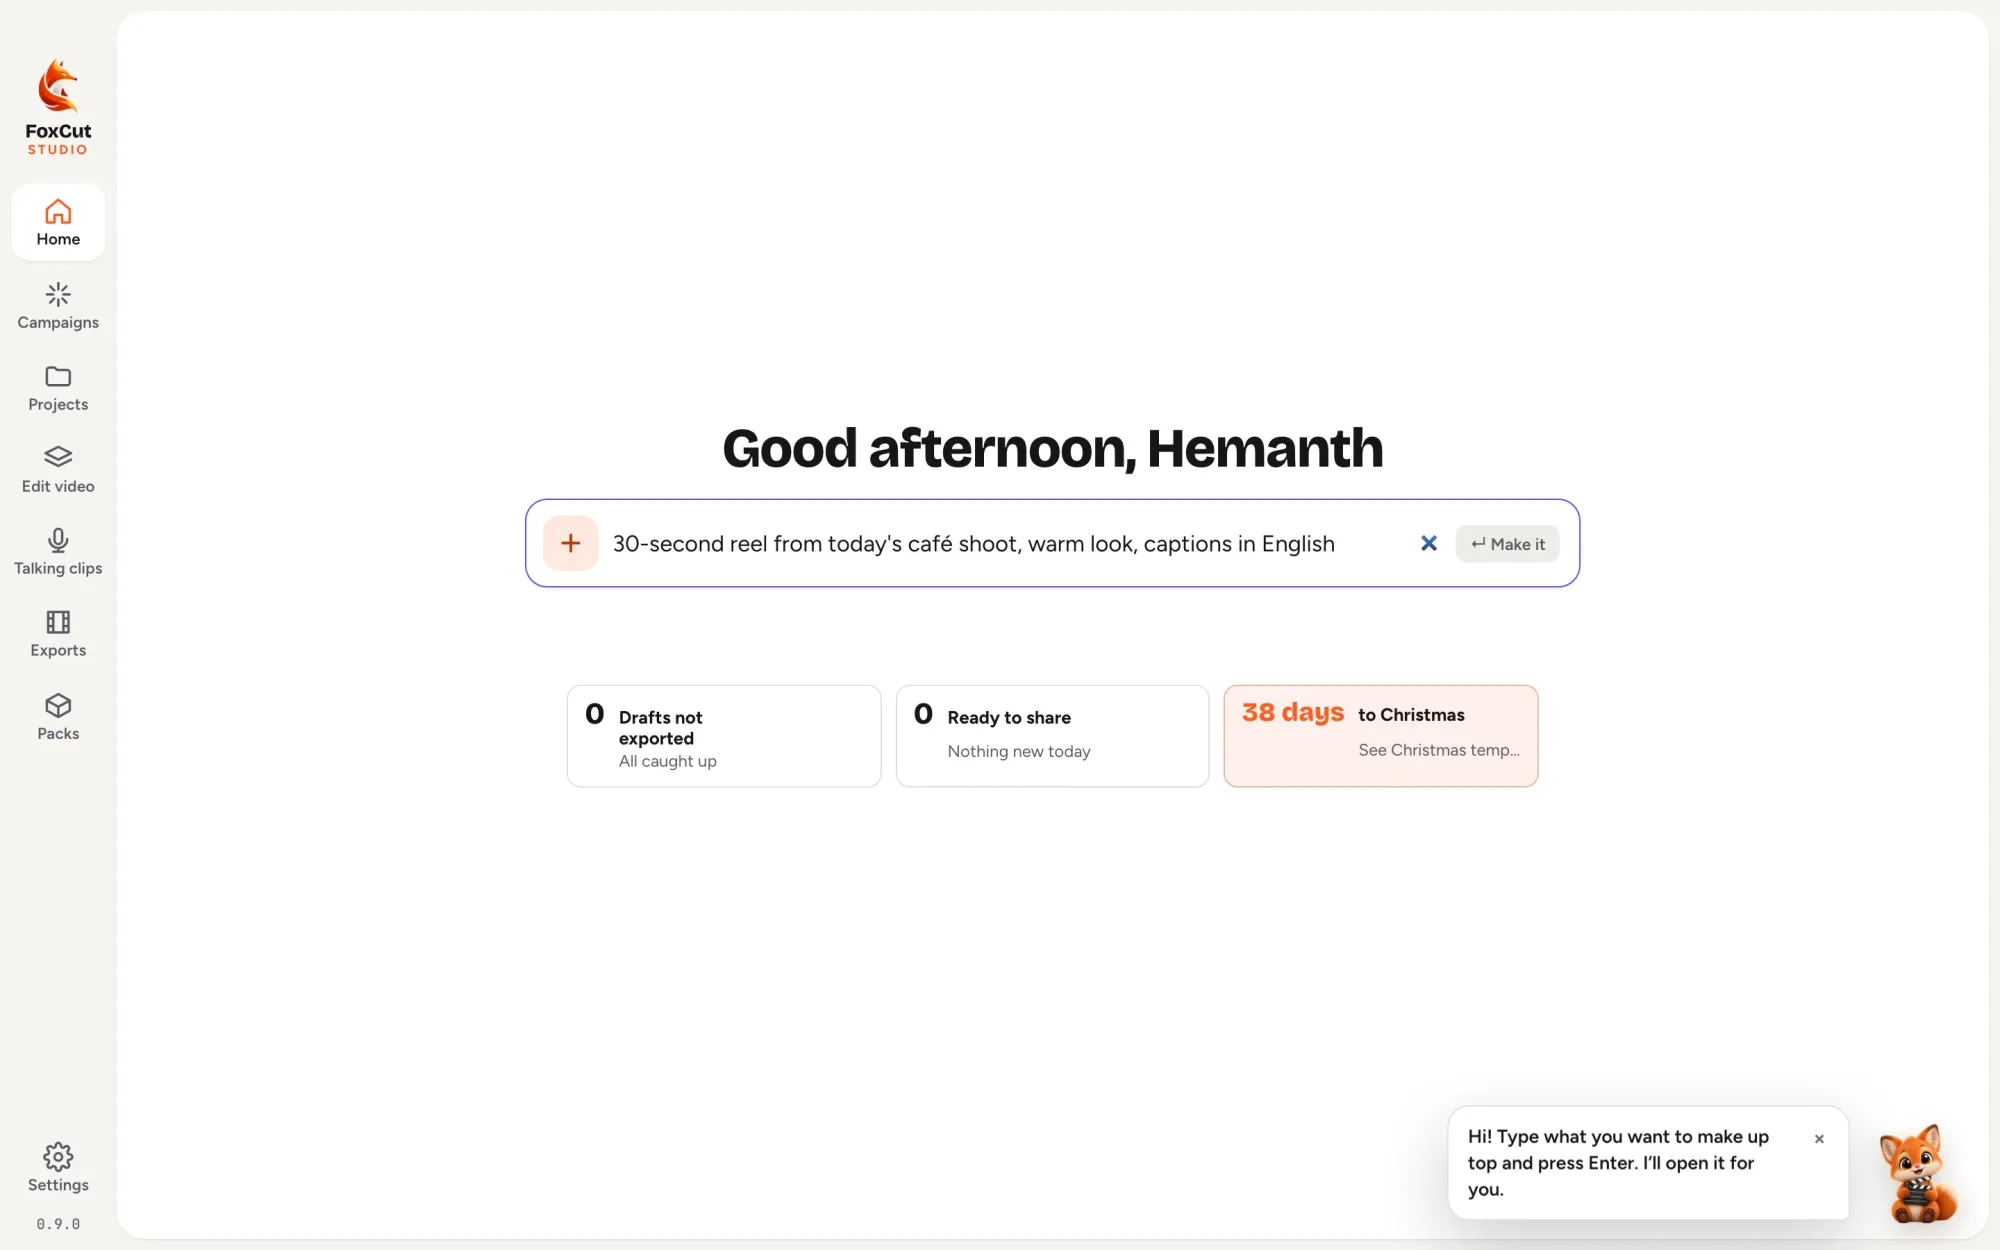 FoxCut
STUDIO
Home
Campaigns
Projects
Edit video
Talking clips
Exports
Packs
Settings
0.9.0
Good afternoon, Hemanth
30-second reel from today's café shoot, warm look, captions in English
Make it
0 Drafts not
exported
All caught up
0 Ready to share
Nothing new today
38 days to Christmas
See Christmas temp...
Hi! Type what you want to make up
top and press Enter. I’ll open it for
you.